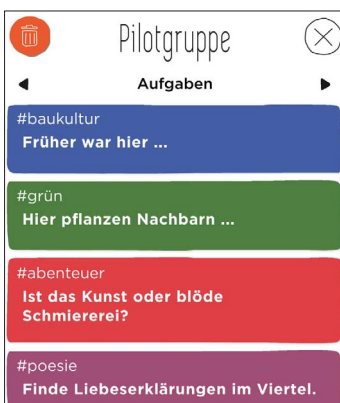 Pilotgruppe
Aufgaben
#baukultur
Früher war hier ...
#grün
Hier pflanzen Nachbarn ...
#abenteuer
Ist das Kunst oder blöde
Schmiererei?
#poesie
Finde Liebeserklärungen im Viertel.